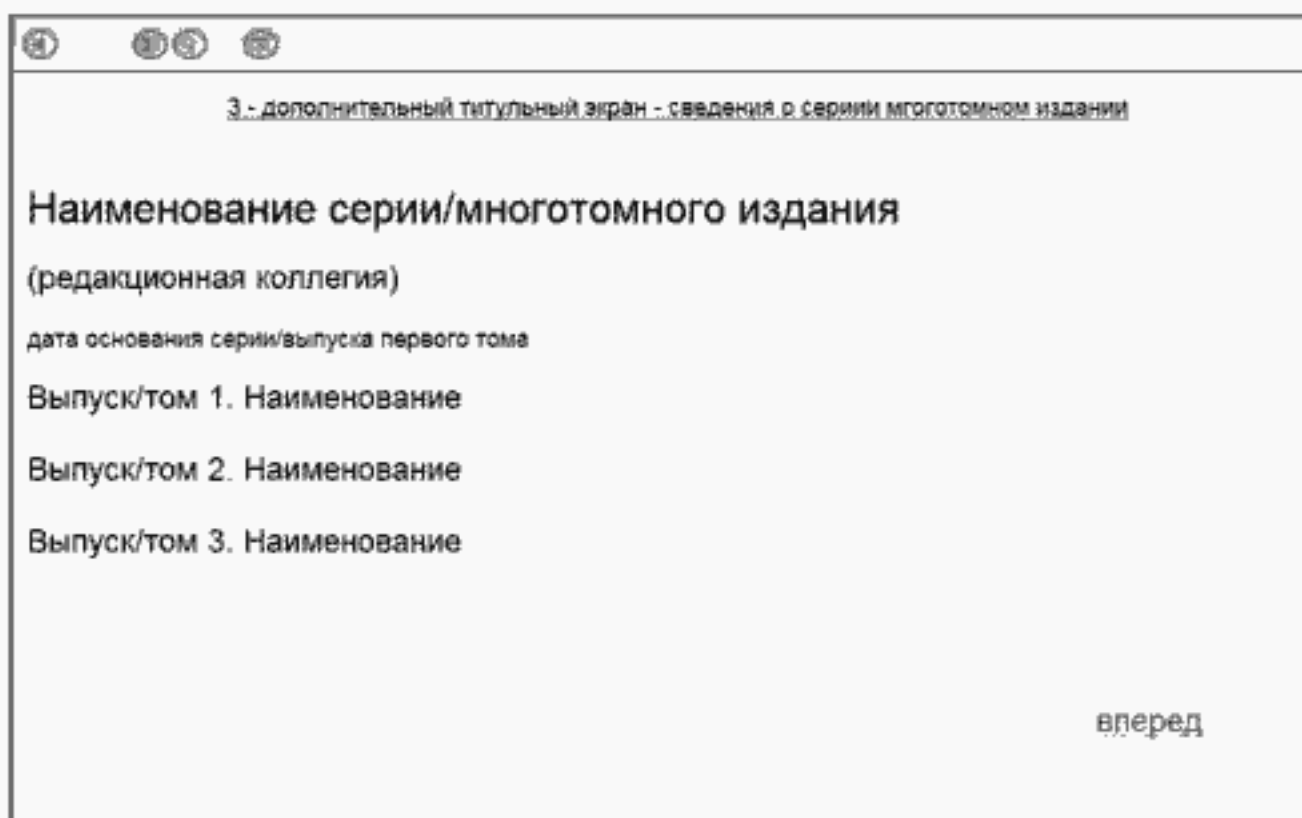 3 - дополнительный титульный экран - сведения о сериии мгоготомном издании
Наименование серии/многотомного издания
(редакционная коллегия)
дата основания серии/выпуска первого тома
Выпуск/том 1. Наименование
Выпуск/том 2. Наименование
Выпуск/том 3. Наименование
вперед